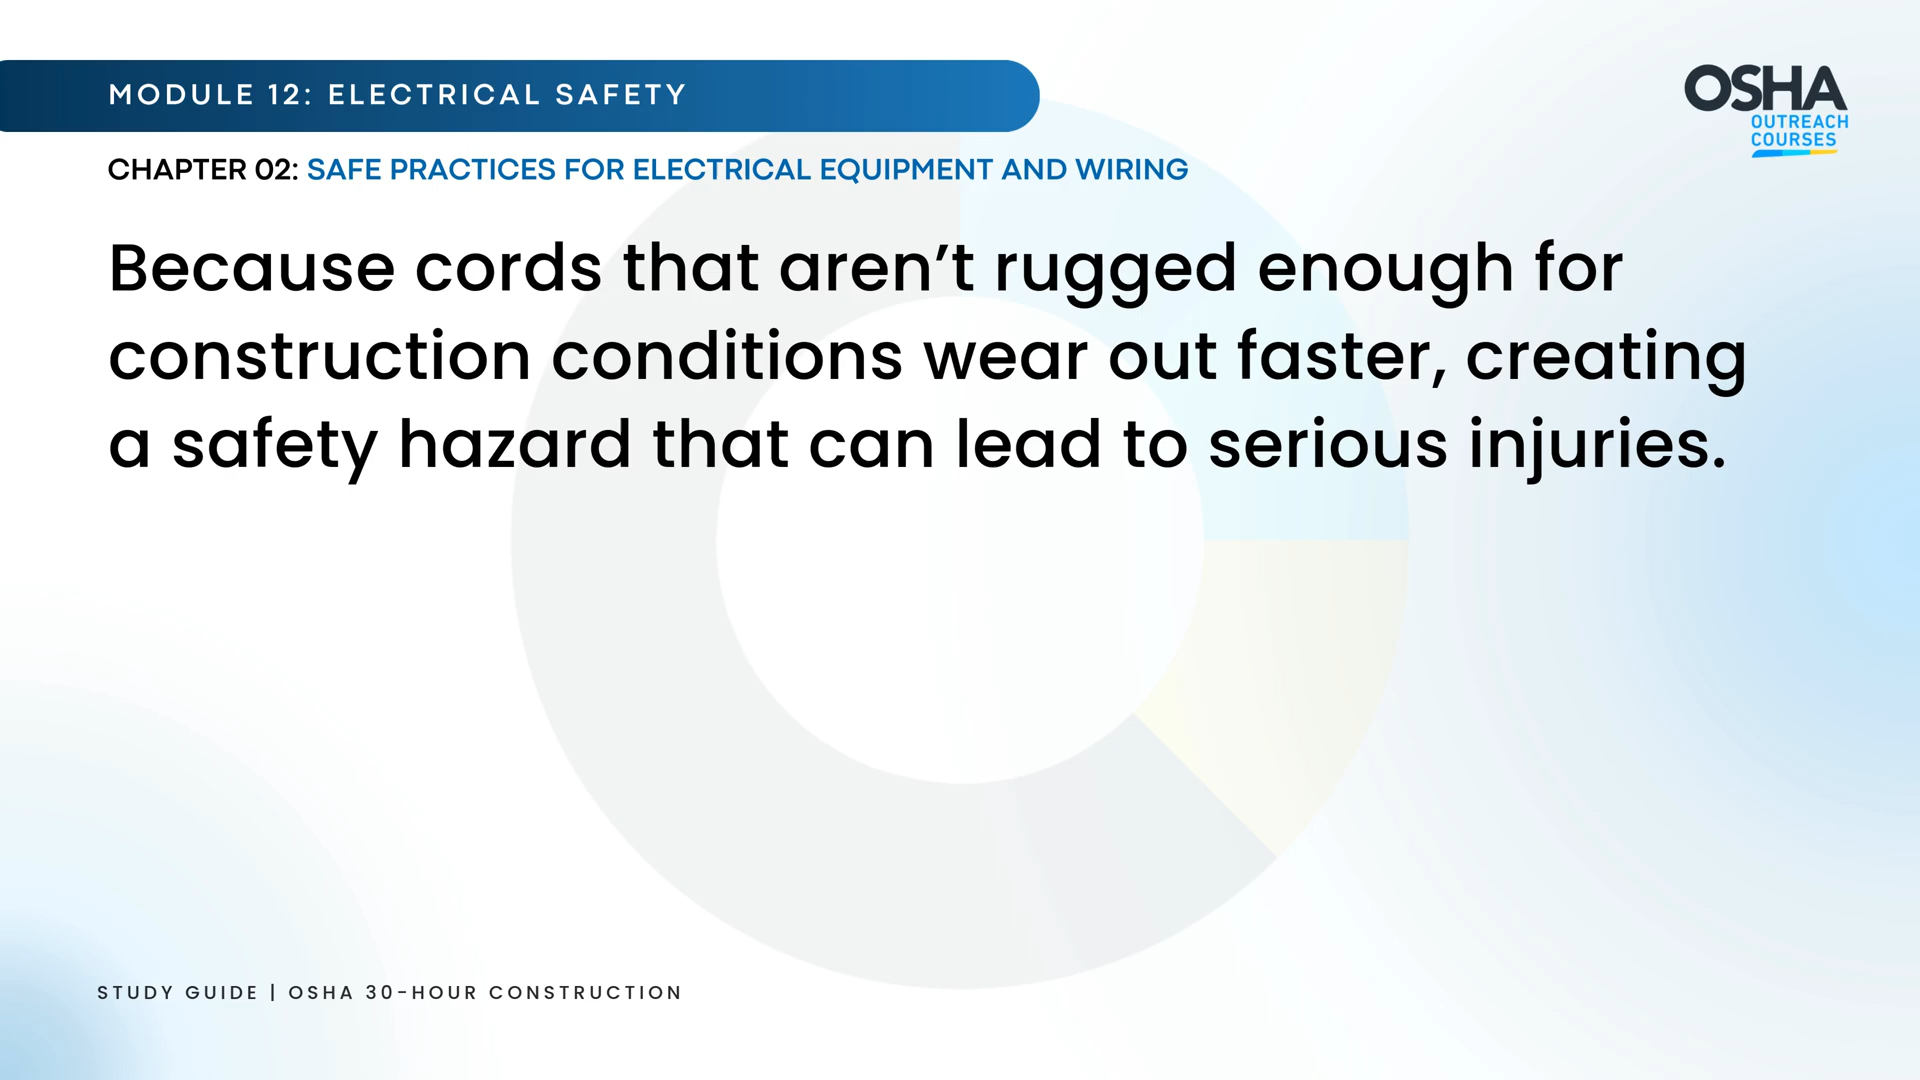 MODULE 12: ELECTRICAL SAFETY
OSHA
OUTREACH
COURSES
CHAPTER 02: SAFE PRACTICES FOR ELECTRICAL EQUIPMENT AND WIRING
Because cords that aren’t rugged enough for
construction conditions wear out faster, creating
a safety hazard that can lead to serious injuries.
STUDY GUIDE | OSHA 30-HOUR CONSTRUCTION